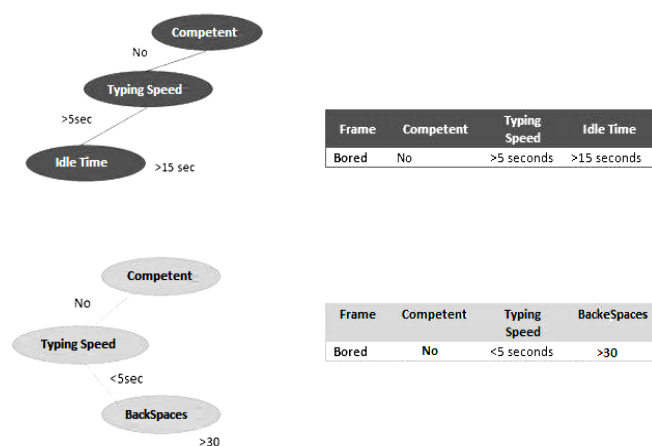 Competent
No
Typing Speed
>5sec
Idle Time
>15 sec
Frame Competent Typing Speed Idle Time
Bored No >5 seconds >15 seconds
Competent
No
Typing Speed
<5sec
BackSpaces
>30
Frame Competent Typing Speed BackeSpaces
Bored No <5 seconds >30